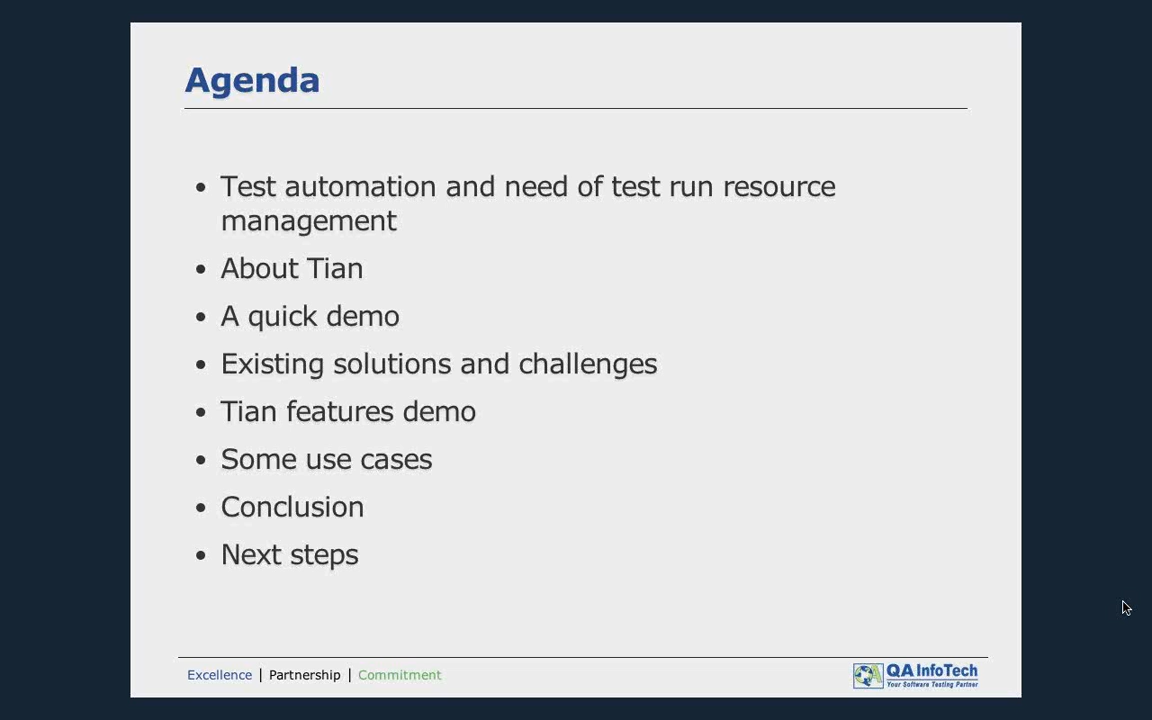 Agenda
• Test automation and need of test run resource
management
• About Tian
• A quick demo
• Existing solutions and challenges
• Tian features demo
• Some use cases
• Conclusion
• Next steps
Excellence | Partnership | Commitment
QA InfoTech
Your Software Testing Partner